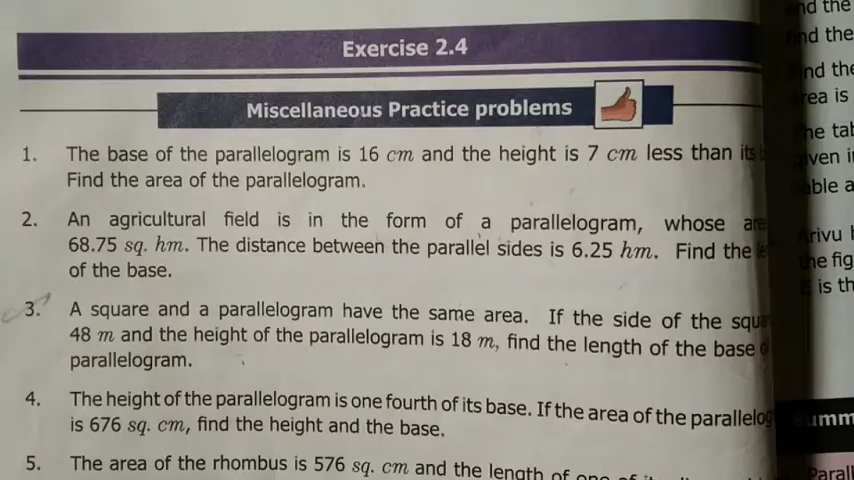 Exercise 2.4
Miscellaneous Practice problems
1. The base of the parallelogram is 16 cm and the height is 7 cm less than its
Find the area of the parallelogram.
2. An agricultural field is in the form of a parallelogram, whose
68.75 sq. hm. The distance between the parallel sides is 6.25 hm. Find the
of the base.
3. A square and a parallelogram have the same area. If the side of the
48 m and the height of the parallelogram is 18 m, find the length of the base
parallelogram.
4. The height of the parallelogram is one fourth of its base. If the area of the
is 676 sq. cm, find the height and the base.
5. The area of the rhombus is 576 sq. cm and the length of one of
nd the
nd the
nd the
rea is
he tab
given i
able a
Arivu
the fig
is th
Summ
Parall